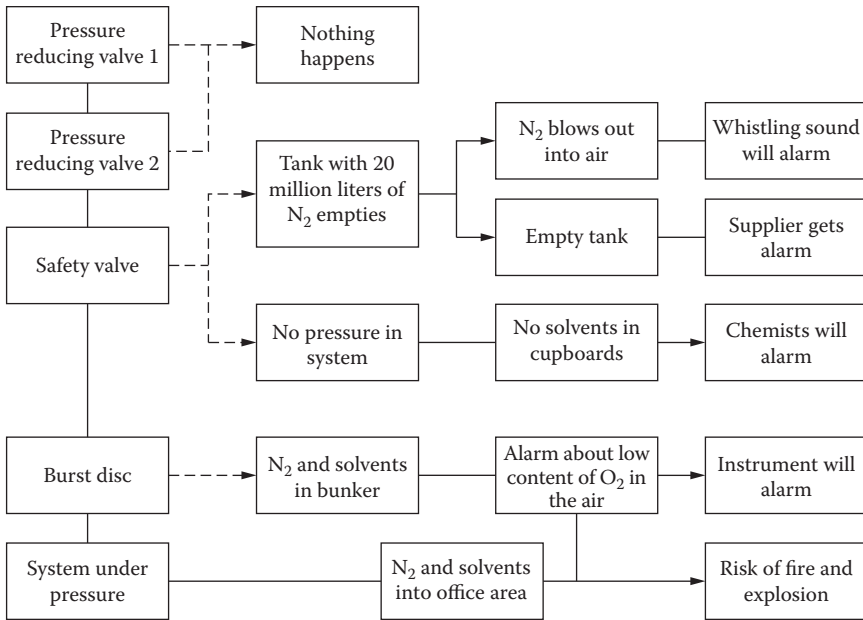 Pressure
reducing valve 1
Nothing
happens
Pressure
reducing valve 2
Tank with 20
million liters of
N₂ empties
N₂ blows out
into air
Whistling sound
will alarm
Empty tank
Supplier gets
alarm
Safety valve
No pressure in
system
No solvents in
cupboards
Chemists will
alarm
Burst disc
N₂ and solvents
in bunker
Alarm about low
content of O₂ in
the air
Instrument will
alarm
System under
pressure
N₂ and solvents
into office area
Risk of fire and
explosion